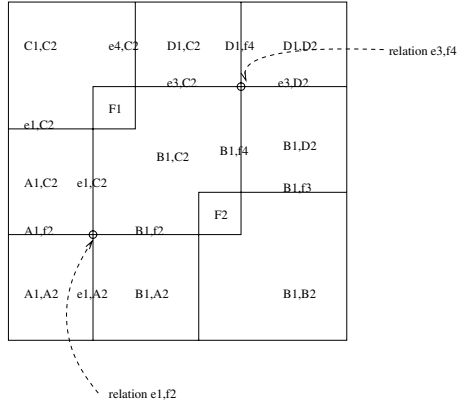 C1,C2 e4,C2 D1,C2 D1,f4 D1,D2
relation e3,f4
e3,C2 e3,D2
F1
e1,C2
B1,C2 B1,f4 B1,D2
A1,C2 e1,C2
B1,f3
F2
A1,f2 B1,f2
A1,A2 e1,A2 B1,A2 B1,B2
relation e1,f2